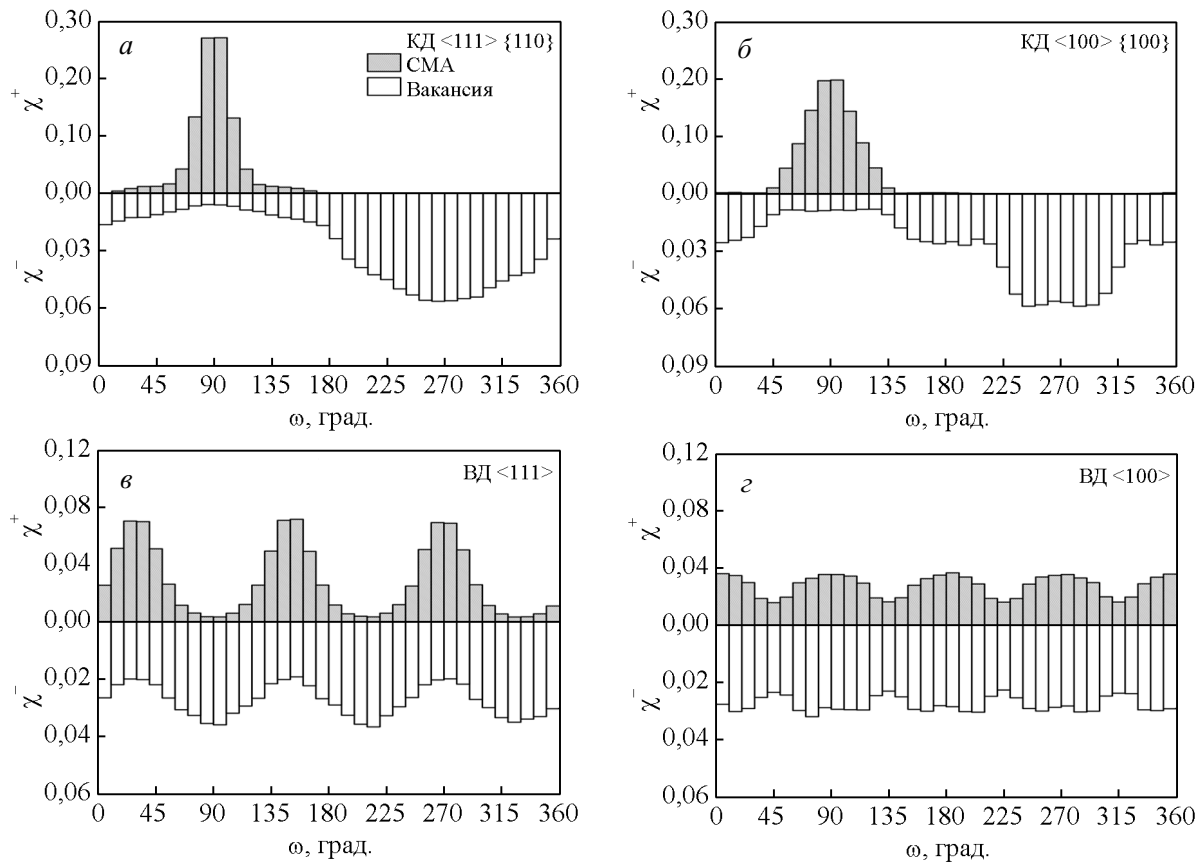 а
КД <111> {110}
СМА
Вакансия
χ⁺
χ⁻
0,30
0,20
0,10
0,00
0,03
0,06
0,09
0 45 90 135 180 225 270 315 360
ω, град.
б
КД <100> {100}
χ⁺
χ⁻
0,30
0,20
0,10
0,00
0,03
0,06
0,09
0 45 90 135 180 225 270 315 360
ω, град.
в
ВД <111>
χ⁺
χ⁻
0,12
0,08
0,04
0,00
0,02
0,04
0,06
0 45 90 135 180 225 270 315 360
ω, град.
г
ВД <100>
χ⁺
χ⁻
0,12
0,08
0,04
0,00
0,02
0,04
0,06
0 45 90 135 180 225 270 315 360
ω, град.